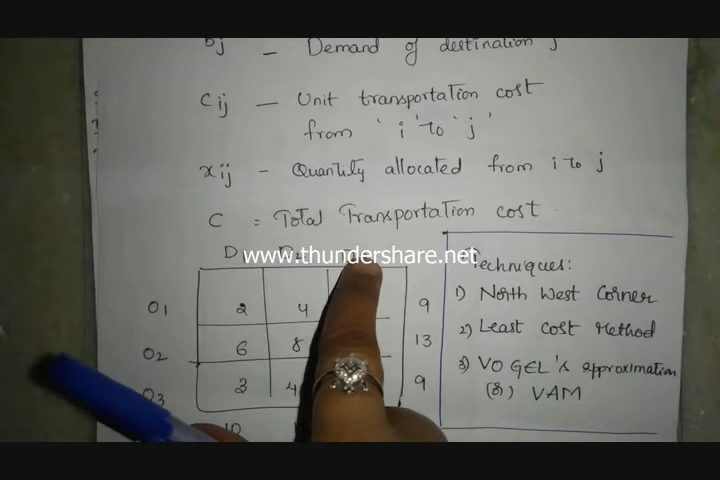 bj - Demand of destination j
Cij - Unit transportation cost
from 'i' to 'j'
xij - Quantity allocated from i to j
C = Total Transportation cost
www.thundershare.net
D
O1 2 4 9
O2 6 8 13
O3 3 4 9
10
Techniques:
1) North West Corner
2) Least Cost Method
3) VOGEL's approximation
(or) VAM